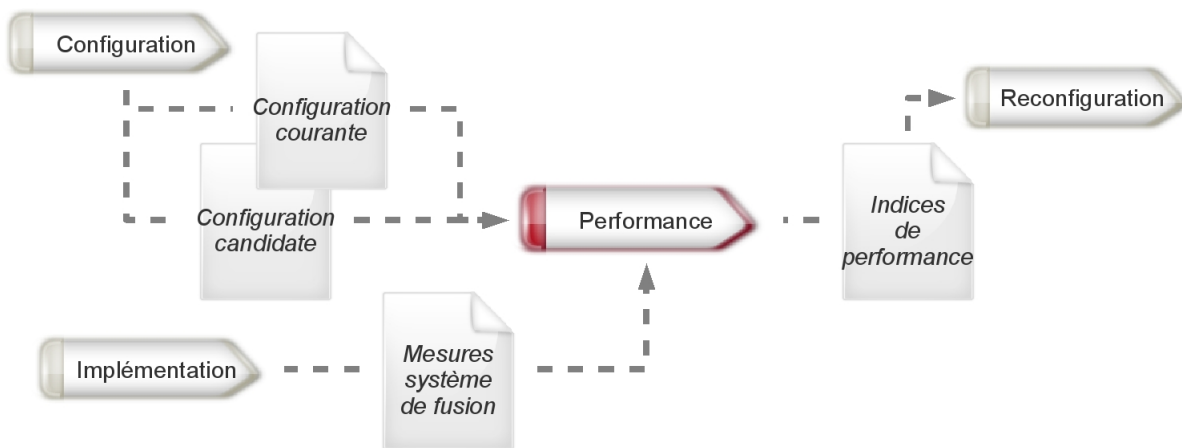 Configuration
Configuration
courante
Reconfiguration
Configuration
candidate
Performance
Indices
de
performance
Implémentation
Mesures
système
de fusion